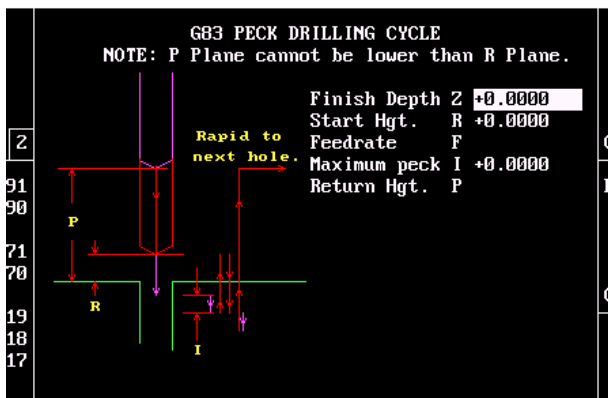 G83 PECK DRILLING CYCLE
NOTE: P Plane cannot be lower than R Plane.
Finish Depth Z +0.0000
Start Hgt. R +0.0000
Feedrate F
Maximum peck I +0.0000
Return Hgt. P
Rapid to
next hole.
P
R
I
2
91
90
71
70
19
18
17